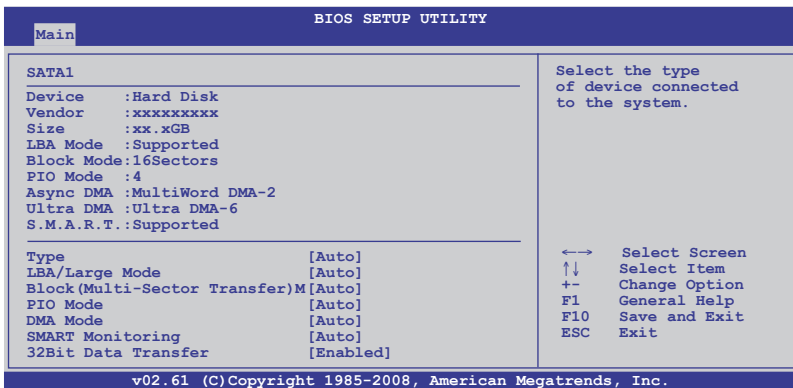 BIOS SETUP UTILITY
Main
SATA1
Device :Hard Disk
Vendor :xxxxxxxxx
Size :xx.xGB
LBA Mode :Supported
Block Mode:16Sectors
PIO Mode :4
Async DMA :MultiWord DMA-2
Ultra DMA :Ultra DMA-6
S.M.A.R.T.:Supported
Type [Auto]
LBA/Large Mode [Auto]
Block(Multi-Sector Transfer)M[Auto]
PIO Mode [Auto]
DMA Mode [Auto]
SMART Monitoring [Auto]
32Bit Data Transfer [Enabled]
Select the type
of device connected
to the system.
←→ Select Screen
↑↓ Select Item
+- Change Option
F1 General Help
F10 Save and Exit
ESC Exit
v02.61 (C)Copyright 1985-2008, American Megatrends, Inc.